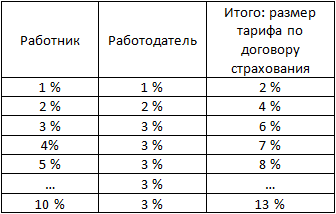 Работник Работодатель Итого: размер
тарифа по
договору
страхования
1 % 1 % 2 %
2 % 2 % 4 %
3 % 3 % 6 %
4% 3 % 7 %
5 % 3 % 8 %
... 3 % ...
10 % 3 % 13 %